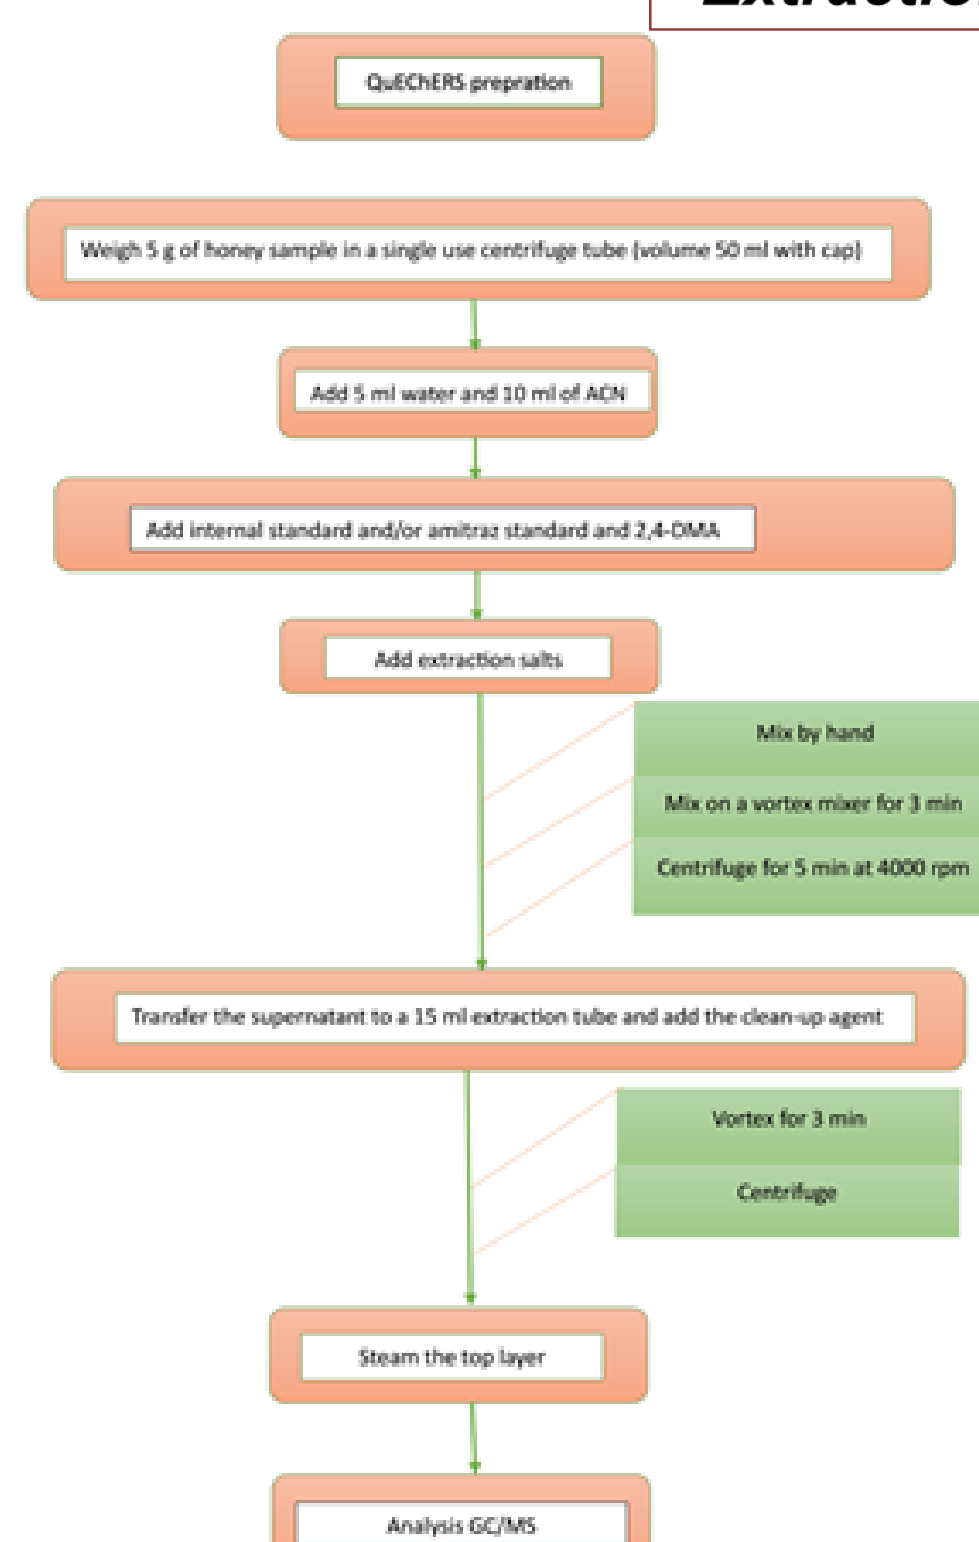 Extraction
QuEChERS prepration
Weigh 5 g of honey sample in a single use centrifuge tube (volume 50 ml with cap)
Add 5 ml water and 10 ml of ACN
Add internal standard and/or amitraz standard and 2,4-DMA
Add extraction salts
Mix by hand
Mix on a vortex mixer for 3 min
Centrifuge for 5 min at 4000 rpm
Transfer the supernatant to a 15 ml extraction tube and add the clean-up agent
Vortex for 3 min
Centrifuge
Steam the top layer
Analysis GC/MS